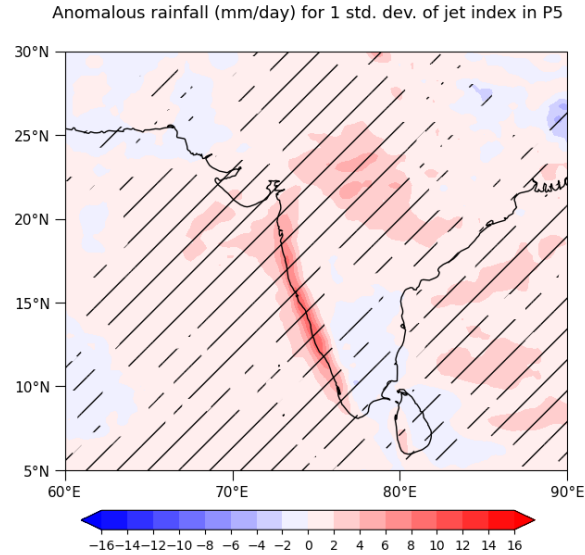 Anomalous rainfall (mm/day) for 1 std. dev. of jet index in P5
30°N
25°N
20°N
15°N
10°N
5°N
60°E 70°E 80°E 90°E
−16 −14 −12 −10 −8 −6 −4 −2 0 2 4 6 8 10 12 14 16